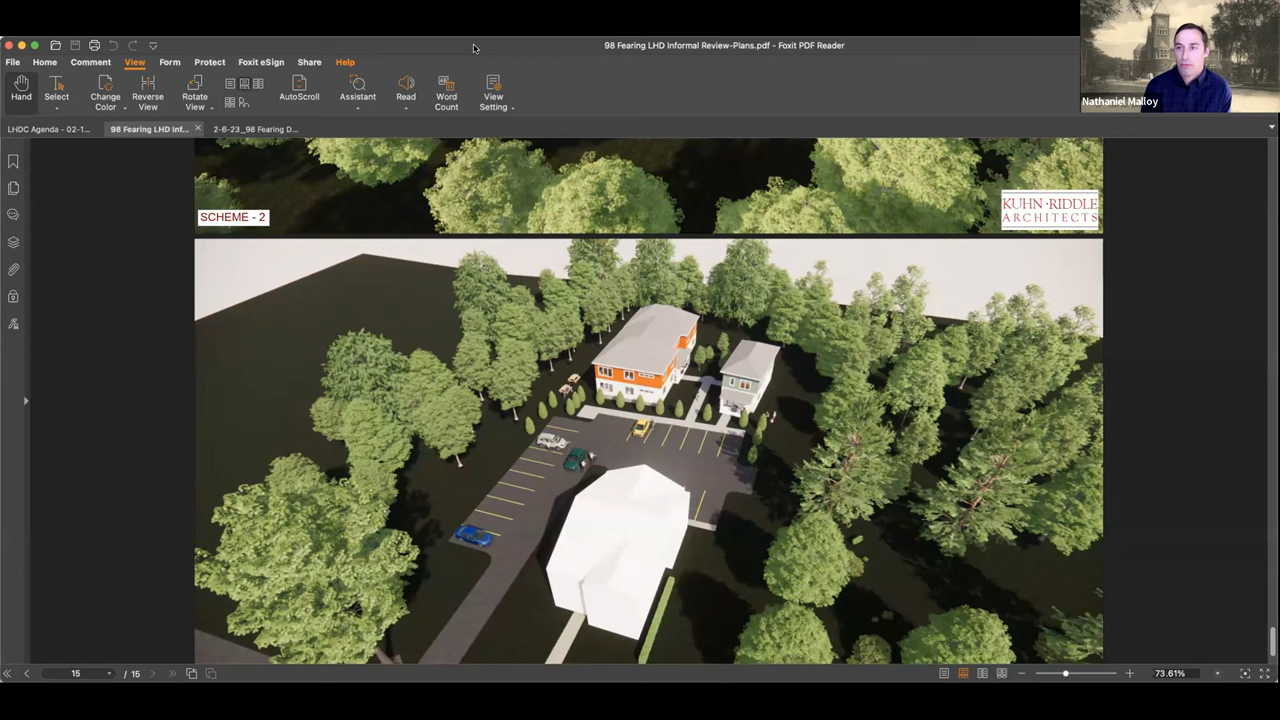 98 Fearing LHD Informal Review-Plans.pdf - Foxit PDF Reader
File Home Comment View Form Protect Foxit eSign Share Help
Hand
Select
Change
Color
Reverse
View
Rotate
View
AutoScroll
Assistant
Read
Word
Count
View
Setting
Nathaniel Malloy
LHDC Agenda - 02-1...
98 Fearing LHD Inf...
2-6-23_98 Fearing D...
SCHEME - 2
KUHN · RIDDLE
ARCHITECTS
15 / 15
73.61%